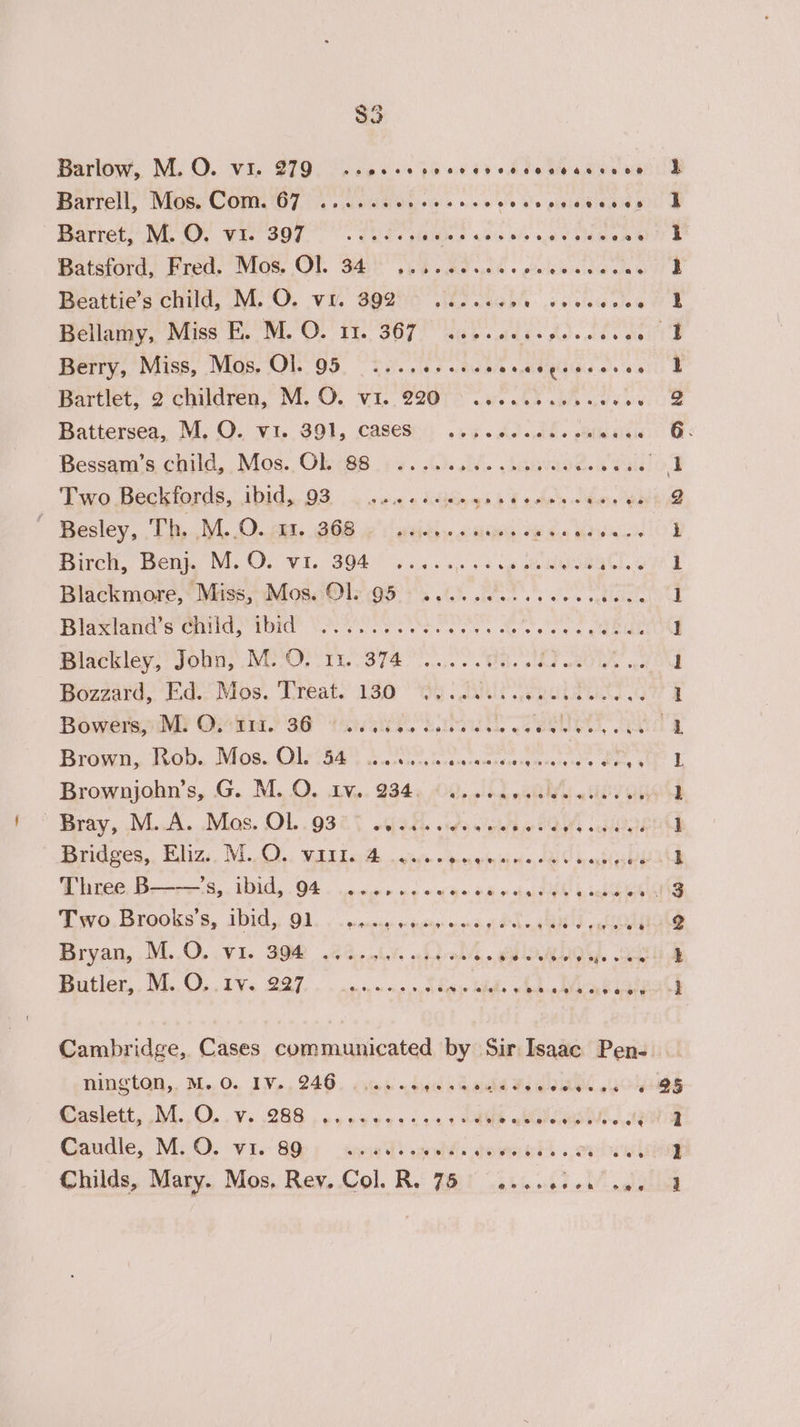 83
Barlow, M. O. VI. 279 .............................. 1
Barrell, Mos. Com. 67 .............................. 1
Barret, M. O. VI. 397 .............................. 1
Batsford, Fred. Mos. Ol. 34 .............................. 1
Beattie's child, M. O. VI. 392 .............................. 1
Bellamy, Miss E. M. O. II. 367 .............................. 1
Berry, Miss, Mos. Ol. 95 .............................. 1
Bartlet, 2 children, M. O. VI. 220 .............................. 2
Battersea, M. O. VI. 391, cases .............................. 6
Bessam's child, Mos. Ol. 88 .............................. 1
Two Beckfords, ibid, 93 .............................. 2
Besley, Th. M. O. II. 368 .............................. 1
Birch, Benj. M. O. VI. 394 .............................. 1
Blackmore, Miss, Mos. Ol. 95 .............................. 1
Blaxland's child, ibid .............................. 1
Blackley, John, M. O. II. 374 .............................. 1
Bozzard, Ed. Mos. Treat. 130 .............................. 1
Bowers, M. O. III. 36 .............................. 1
Brown, Rob. Mos. Ol. 54 .............................. 1
Brownjohn's, G. M. O. IV. 234. .............................. 1
Bray, M. A. Mos. Ol. 93 .............................. 1
Bridges, Eliz. M. O. VIII. 4 .............................. 1
Three B——'s, ibid, 94 .............................. 3
Two Brooks's, ibid, 91 .............................. 2
Bryan, M. O. VI. 394 .............................. 1
Butler, M. O. IV. 227 .............................. 1
Cambridge, Cases communicated by Sir Isaac Pen-
nington, M. O. IV. 246 .............................. 25
Caslett, M. O. V. 288 .............................. 1
Caudle, M. O. VI. 89 .............................. 1
Childs, Mary. Mos. Rev. Col. R. 75 .............................. 1